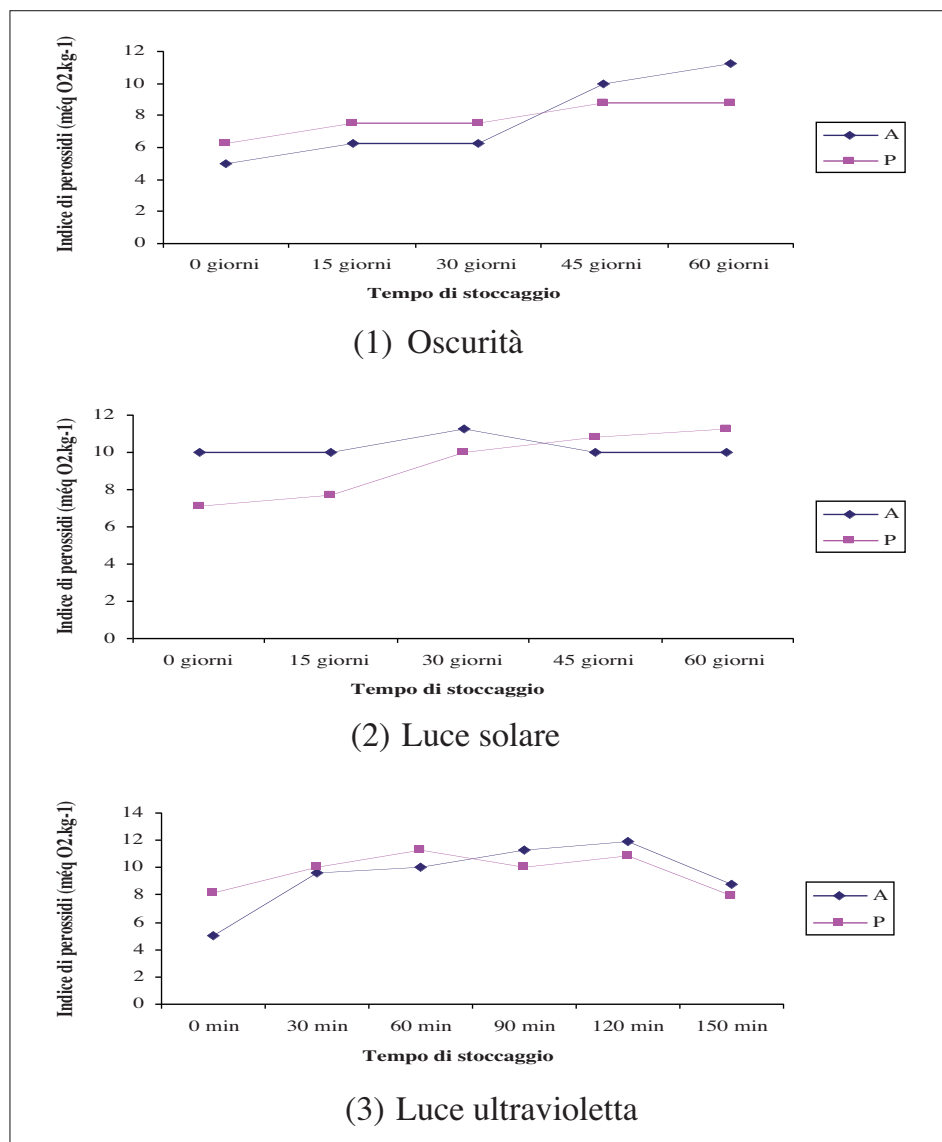 Indice di perossidi (méq O2.kg-1)
12
10
8
6
4
2
0
0 giorni 15 giorni 30 giorni 45 giorni 60 giorni
Tempo di stoccaggio
A
P
(1) Oscurità
Indice di perossidi (méq O2.kg-1)
12
10
8
6
4
2
0
0 giorni 15 giorni 30 giorni 45 giorni 60 giorni
Tempo di stoccaggio
A
P
(2) Luce solare
Indice di perossidi (méq O2.kg-1)
14
12
10
8
6
4
2
0
0 min 30 min 60 min 90 min 120 min 150 min
Tempo di stoccaggio
A
P
(3) Luce ultravioletta